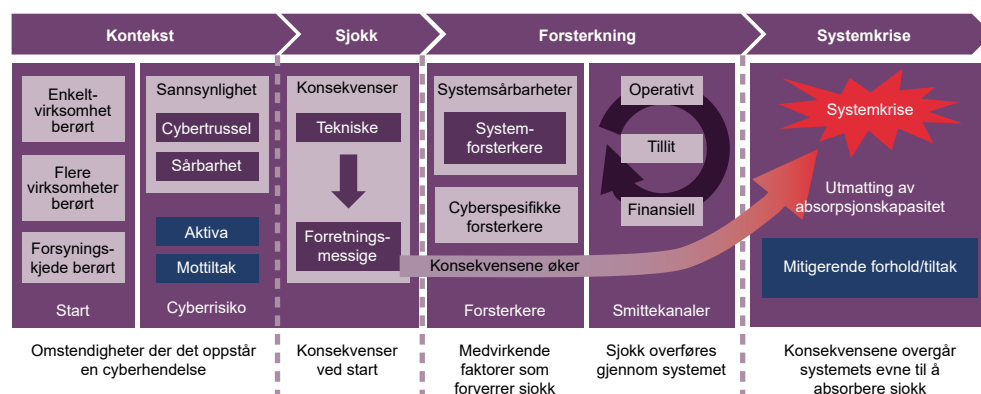 Kontekst
Sjokk
Forsterkning
Systemkrise
Enkelt-
virksomhet
berørt
Flere
virksomheter
berørt
Forsynings-
kjede berørt
Start
Sannsynlighet
Cybertrussel
Sårbarhet
Aktiva
Mottiltak
Cyberrisiko
Konsekvenser
Tekniske
Forretnings-
messige
Systemsårbarheter
System-
forsterkere
Cyberspesifikke
forsterkere
Konsekvensene øker
Forsterkere
Operativt
Tillit
Finansiell
Smittekanaler
Systemkrise
Utmatting av
absorpsjonskapasitet
Mitigerende forhold/tiltak
Omstendigheter der det oppstår
en cyberhendelse
Konsekvenser
ved start
Medvirkende
faktorer som
forverrer sjokk
Sjokk overføres
gjennom systemet
Konsekvensene overgår
systemets evne til å
absorbere sjokk